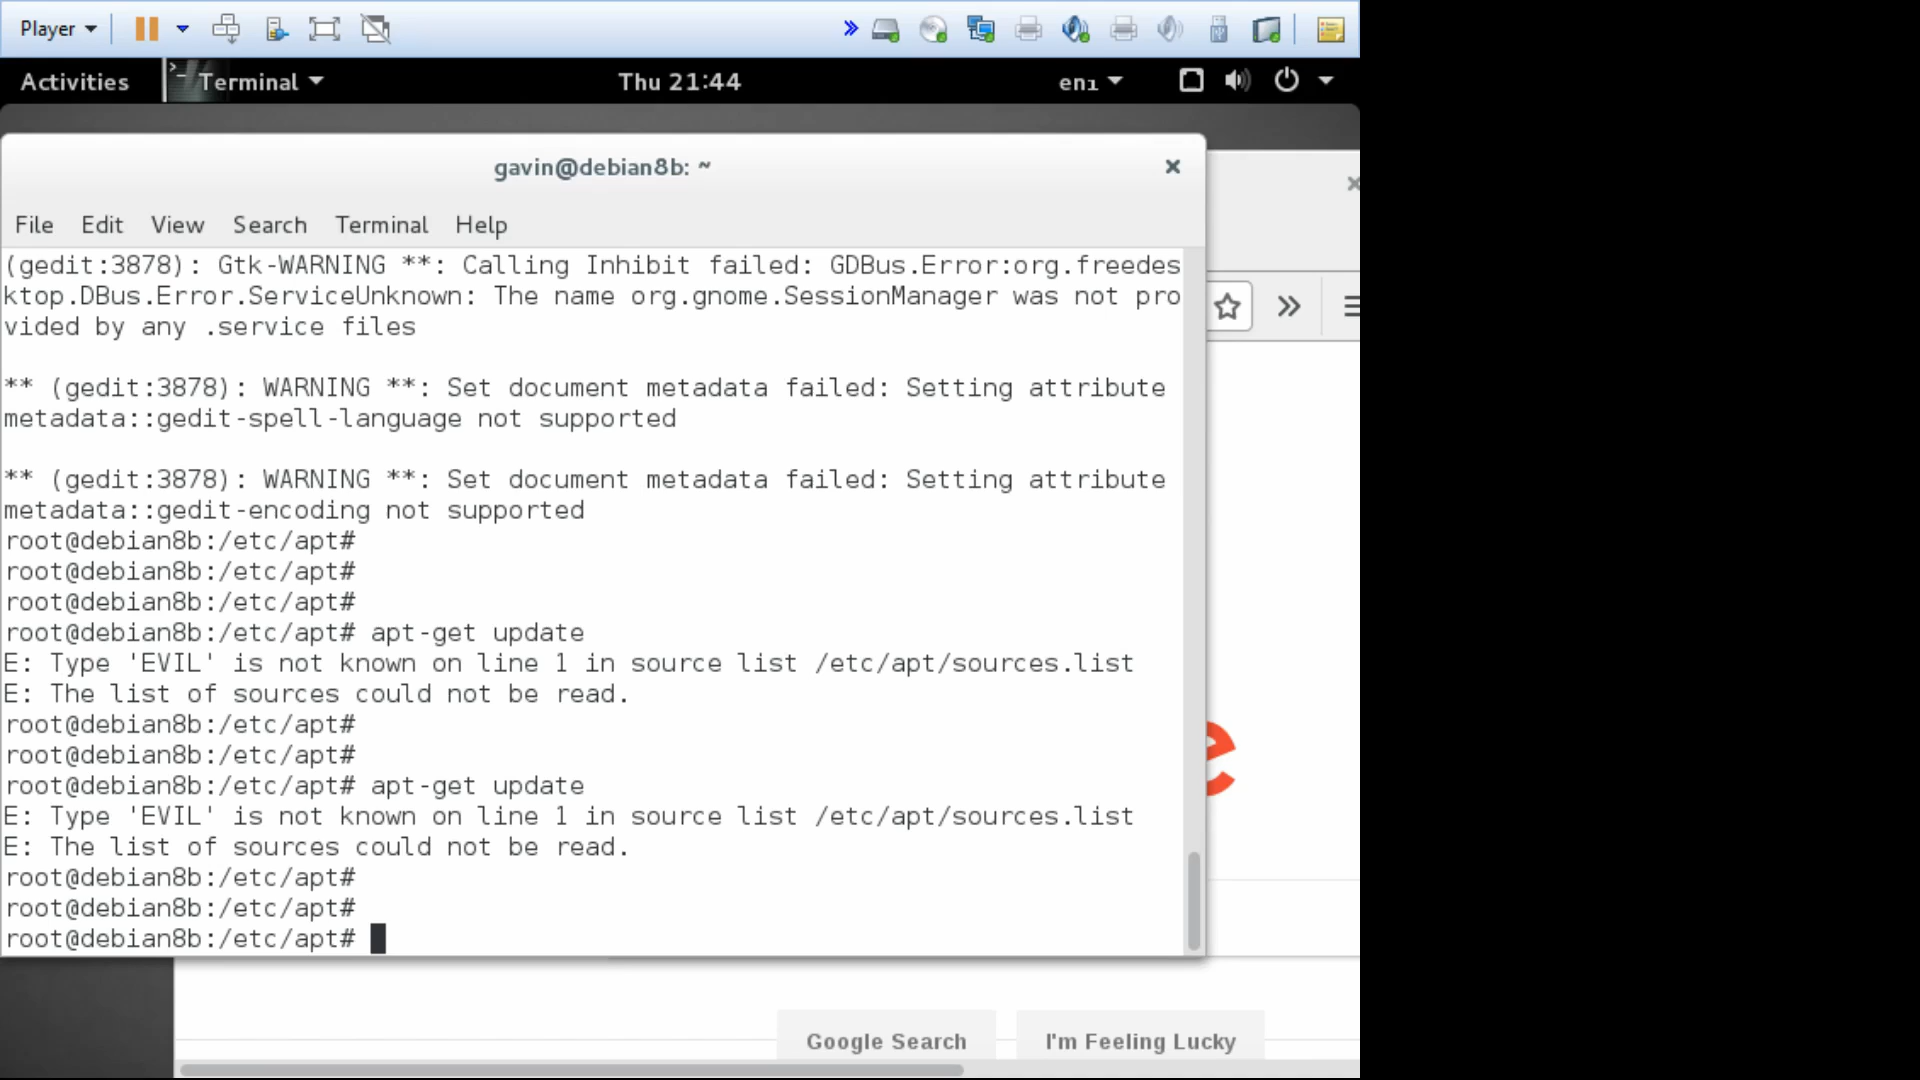 Player
Activities
Terminal
Thu 21:44
en1
gavin@debian8b: ~
File Edit View Search Terminal Help
(gedit:3878): Gtk-WARNING **: Calling Inhibit failed: GDBus.Error:org.freedes
ktop.DBus.Error.ServiceUnknown: The name org.gnome.SessionManager was not pro
vided by any .service files
** (gedit:3878): WARNING **: Set document metadata failed: Setting attribute
metadata::gedit-spell-language not supported
** (gedit:3878): WARNING **: Set document metadata failed: Setting attribute
metadata::gedit-encoding not supported
root@debian8b:/etc/apt#
root@debian8b:/etc/apt#
root@debian8b:/etc/apt#
root@debian8b:/etc/apt# apt-get update
E: Type 'EVIL' is not known on line 1 in source list /etc/apt/sources.list
E: The list of sources could not be read.
root@debian8b:/etc/apt#
root@debian8b:/etc/apt#
root@debian8b:/etc/apt# apt-get update
E: Type 'EVIL' is not known on line 1 in source list /etc/apt/sources.list
E: The list of sources could not be read.
root@debian8b:/etc/apt#
root@debian8b:/etc/apt#
root@debian8b:/etc/apt#
e
Google Search
I'm Feeling Lucky